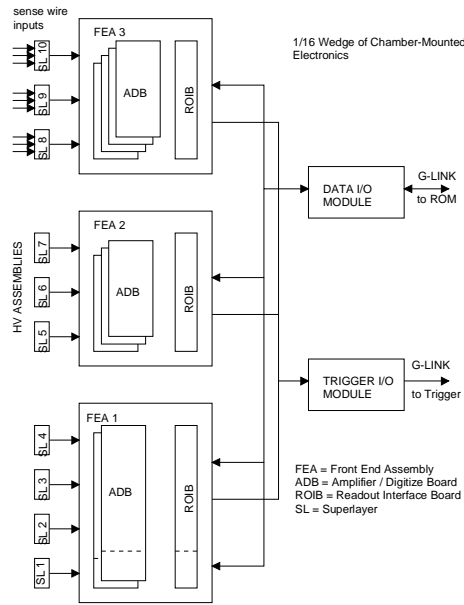 sense wire
inputs
SL 10
SL 9
SL 8
FEA 3
ADB
ROIB
1/16 Wedge of Chamber-Mounted
Electronics
DATA I/O
MODULE
G-LINK
to ROM
HV ASSEMBLIES
SL 7
SL 6
SL 5
FEA 2
ADB
ROIB
TRIGGER I/O
MODULE
G-LINK
to Trigger
SL 4
SL 3
SL 2
SL 1
FEA 1
ADB
ROIB
FEA = Front End Assembly
ADB = Amplifier / Digitize Board
ROIB = Readout Interface Board
SL = Superlayer